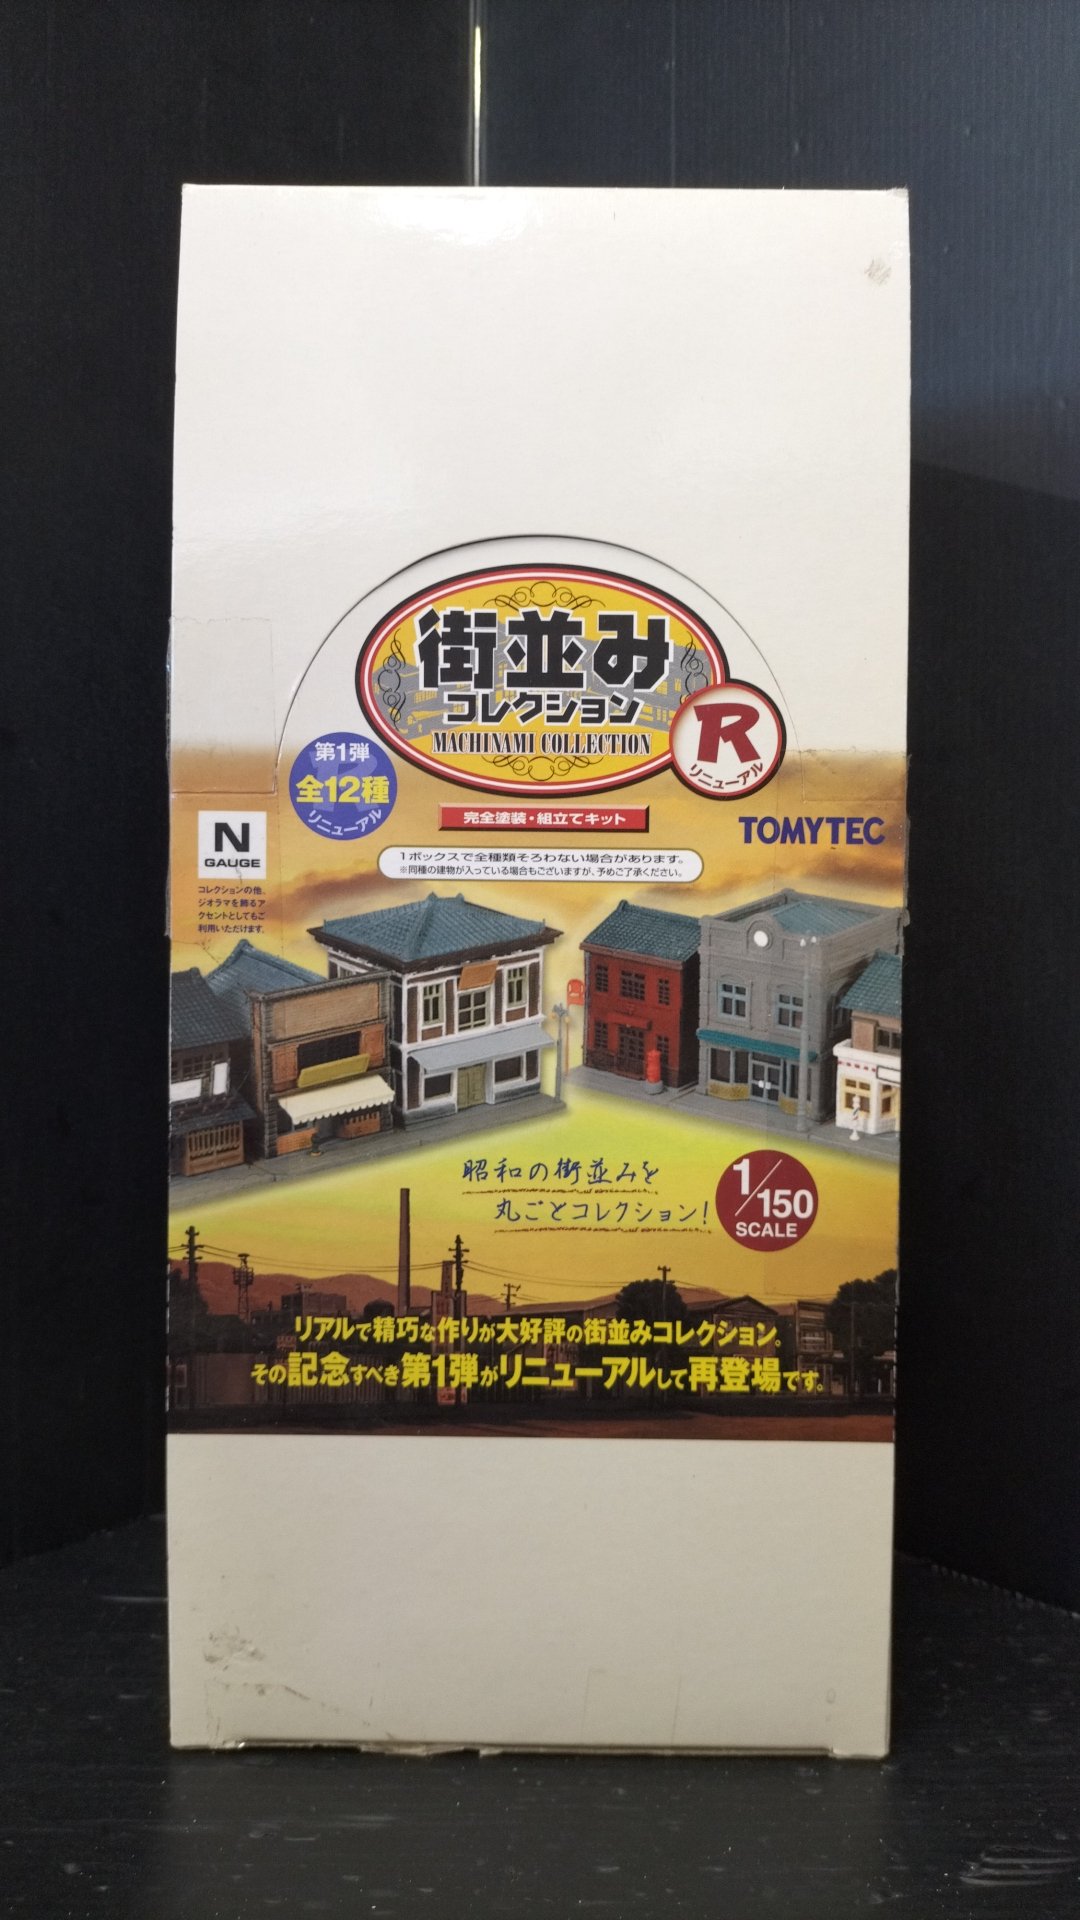 街並み
コレクション
MACHINAMI COLLECTION
R
リニューアル
第1弾
全12種
リニューアル
完全塗装・組立てキット
TOMYTEC
N
GAUGE
1ボックスで全種類そろわない場合があります。
※同種の建物が入っている場合もございますが、予めご了承ください。
コレクションの他、
ジオラマを飾るア
クセントとしてもご
利用いただけます。
昭和の街並みを
丸ごとコレクション!
1/150
SCALE
リアルで精巧な作りが大好評の街並みコレクション。
その記念すべき第1弾がリニューアルして再登場です。